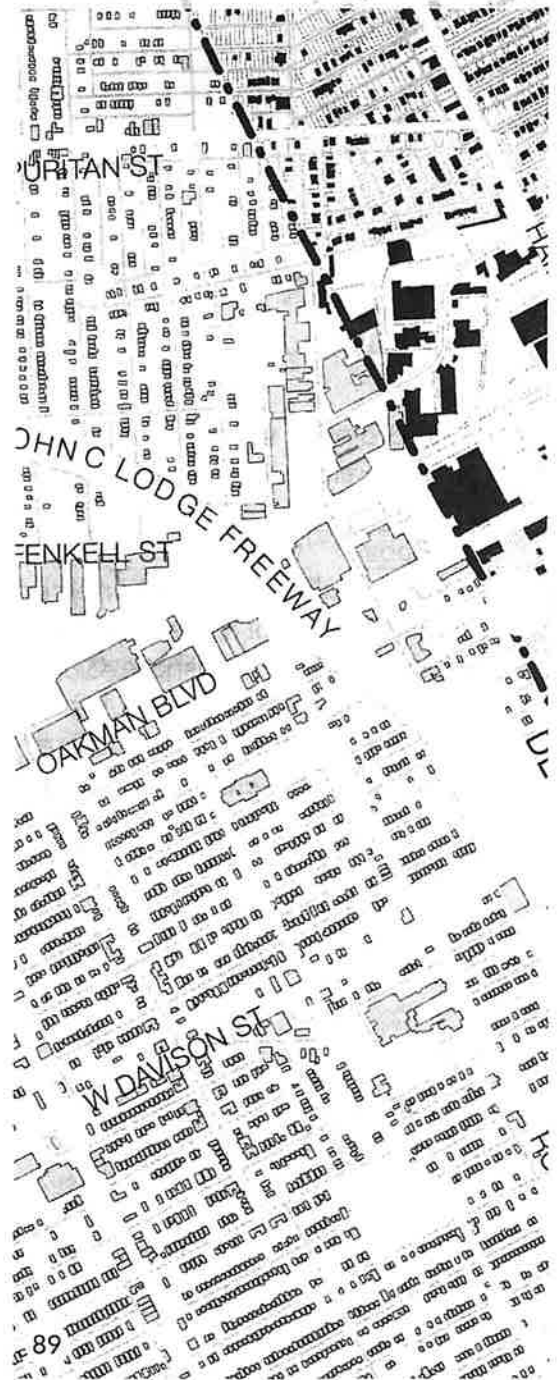 PURITAN ST
JOHN C LODGE FREEWAY
FENKELL ST
OAKMAN BLVD
W DAVISON ST
89